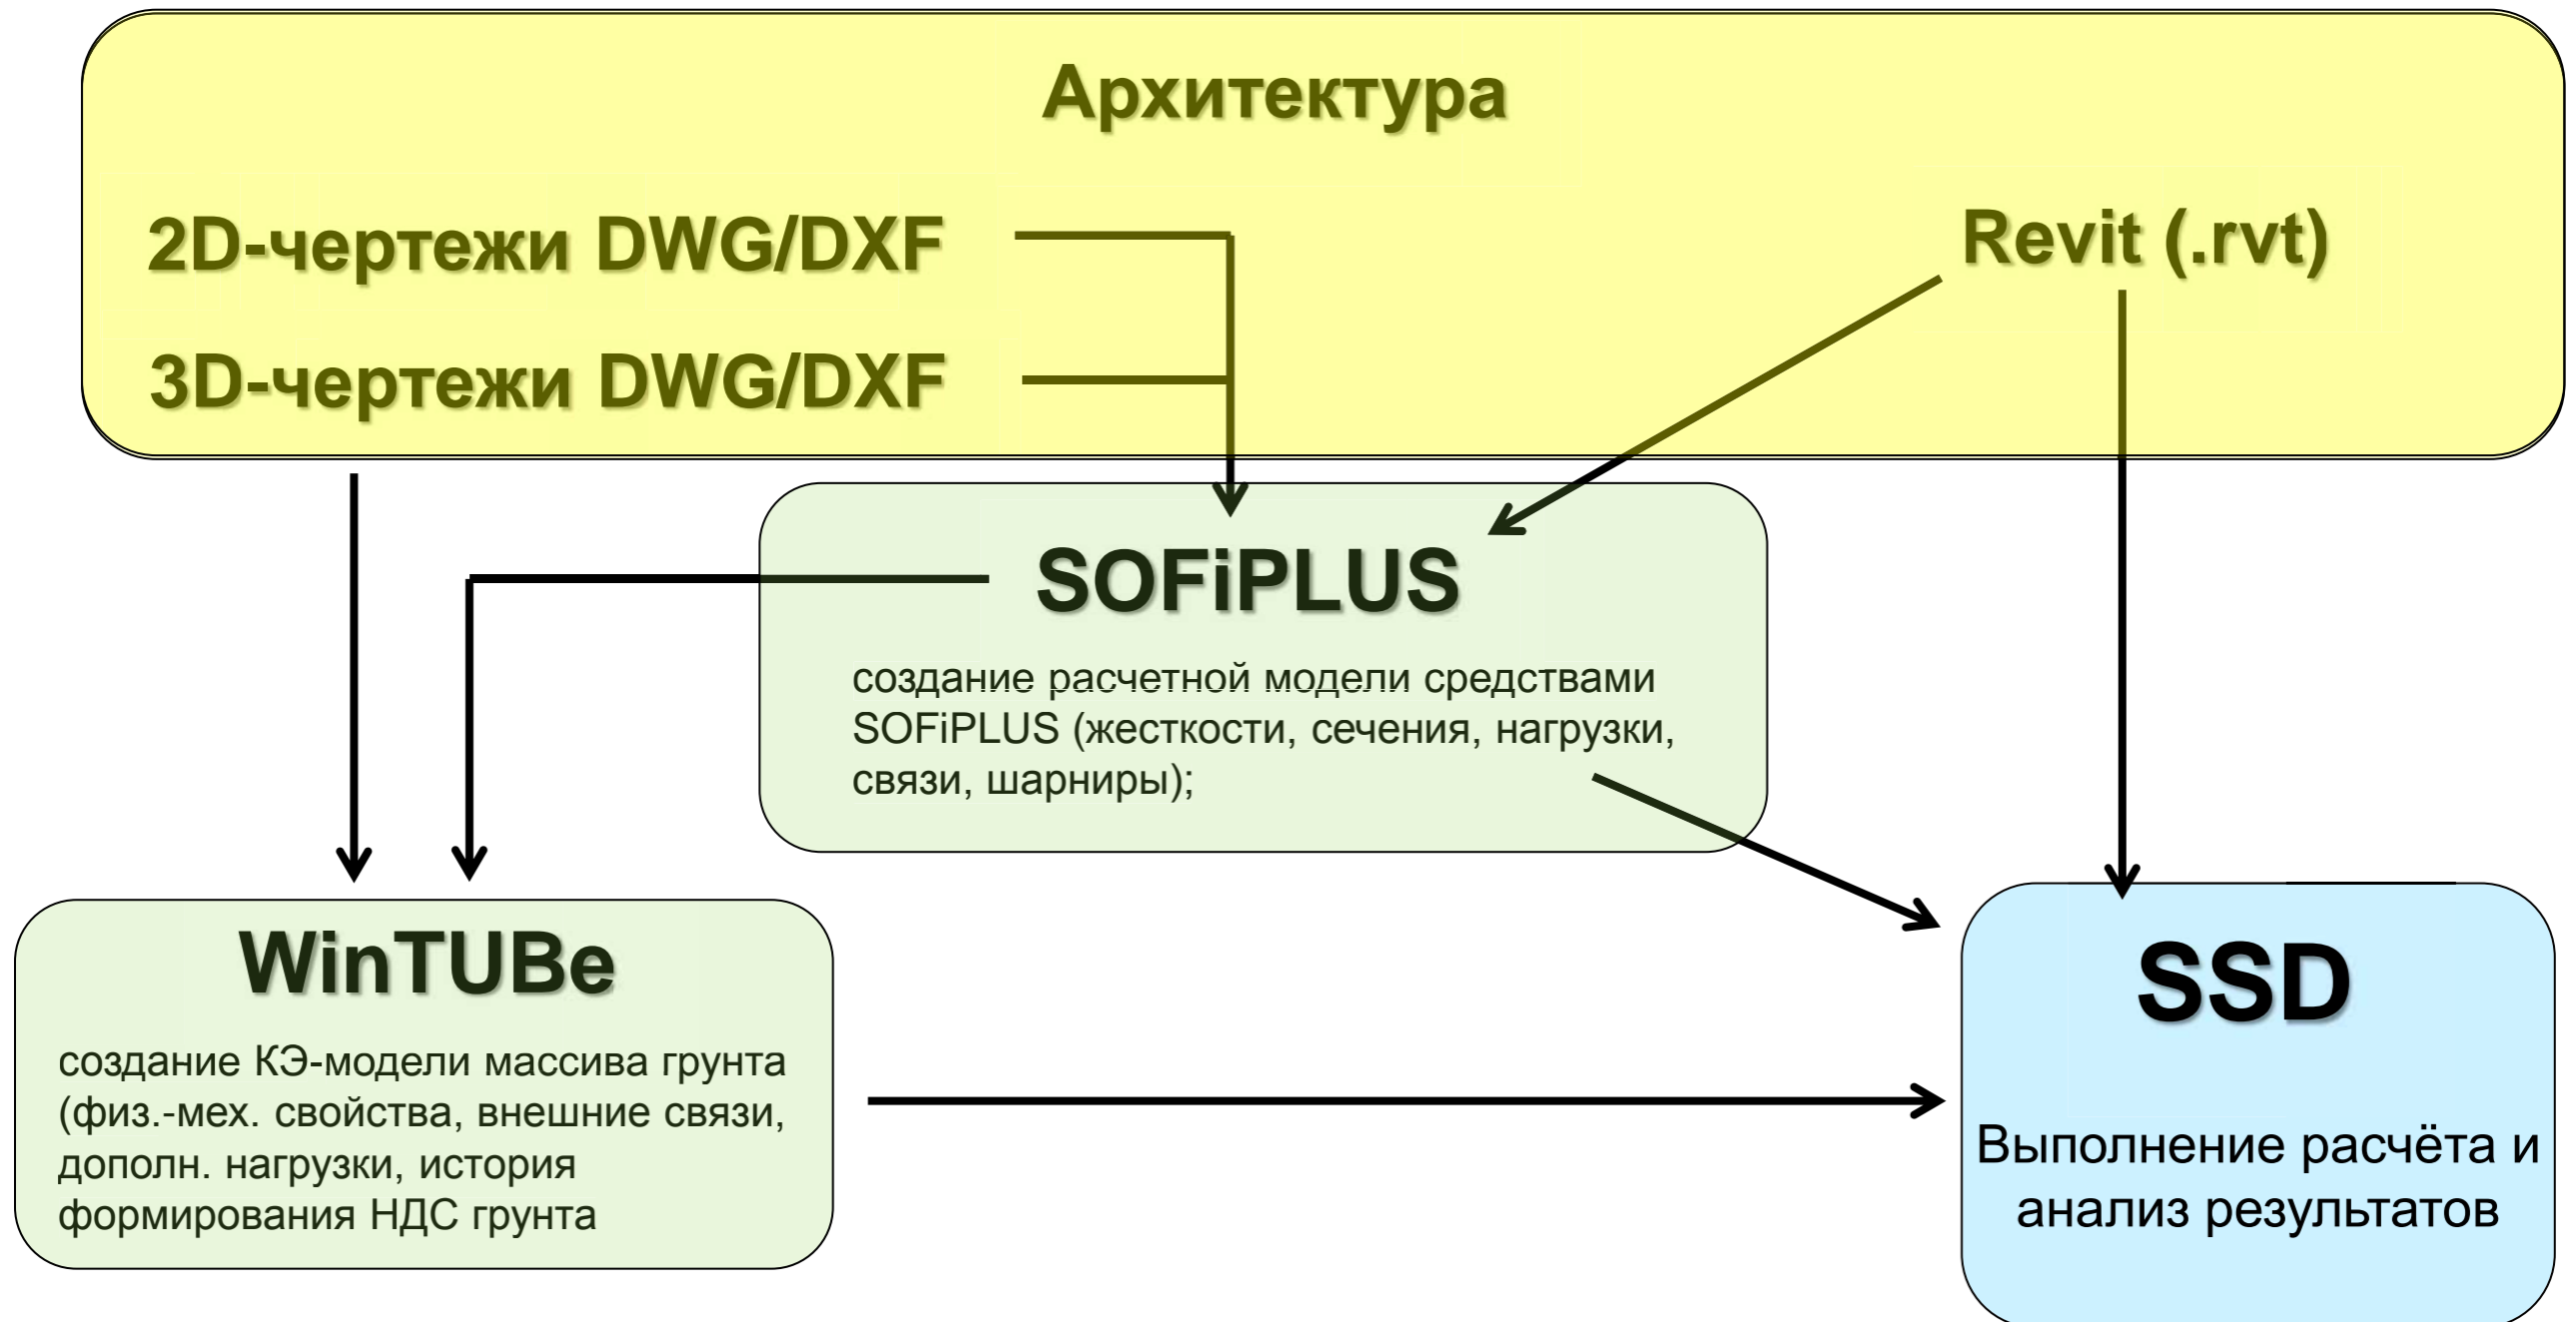 Архитектура
2D-чертежи DWG/DXF
Revit (.rvt)
3D-чертежи DWG/DXF
SOFiPLUS
создание расчетной модели средствами
SOFiPLUS (жесткости, сечения, нагрузки,
связи, шарниры);
WinTUBe
создание КЭ-модели массива грунта
(физ.-мех. свойства, внешние связи,
дополн. нагрузки, история
формирования НДС грунта
SSD
Выполнение расчёта и
анализ результатов